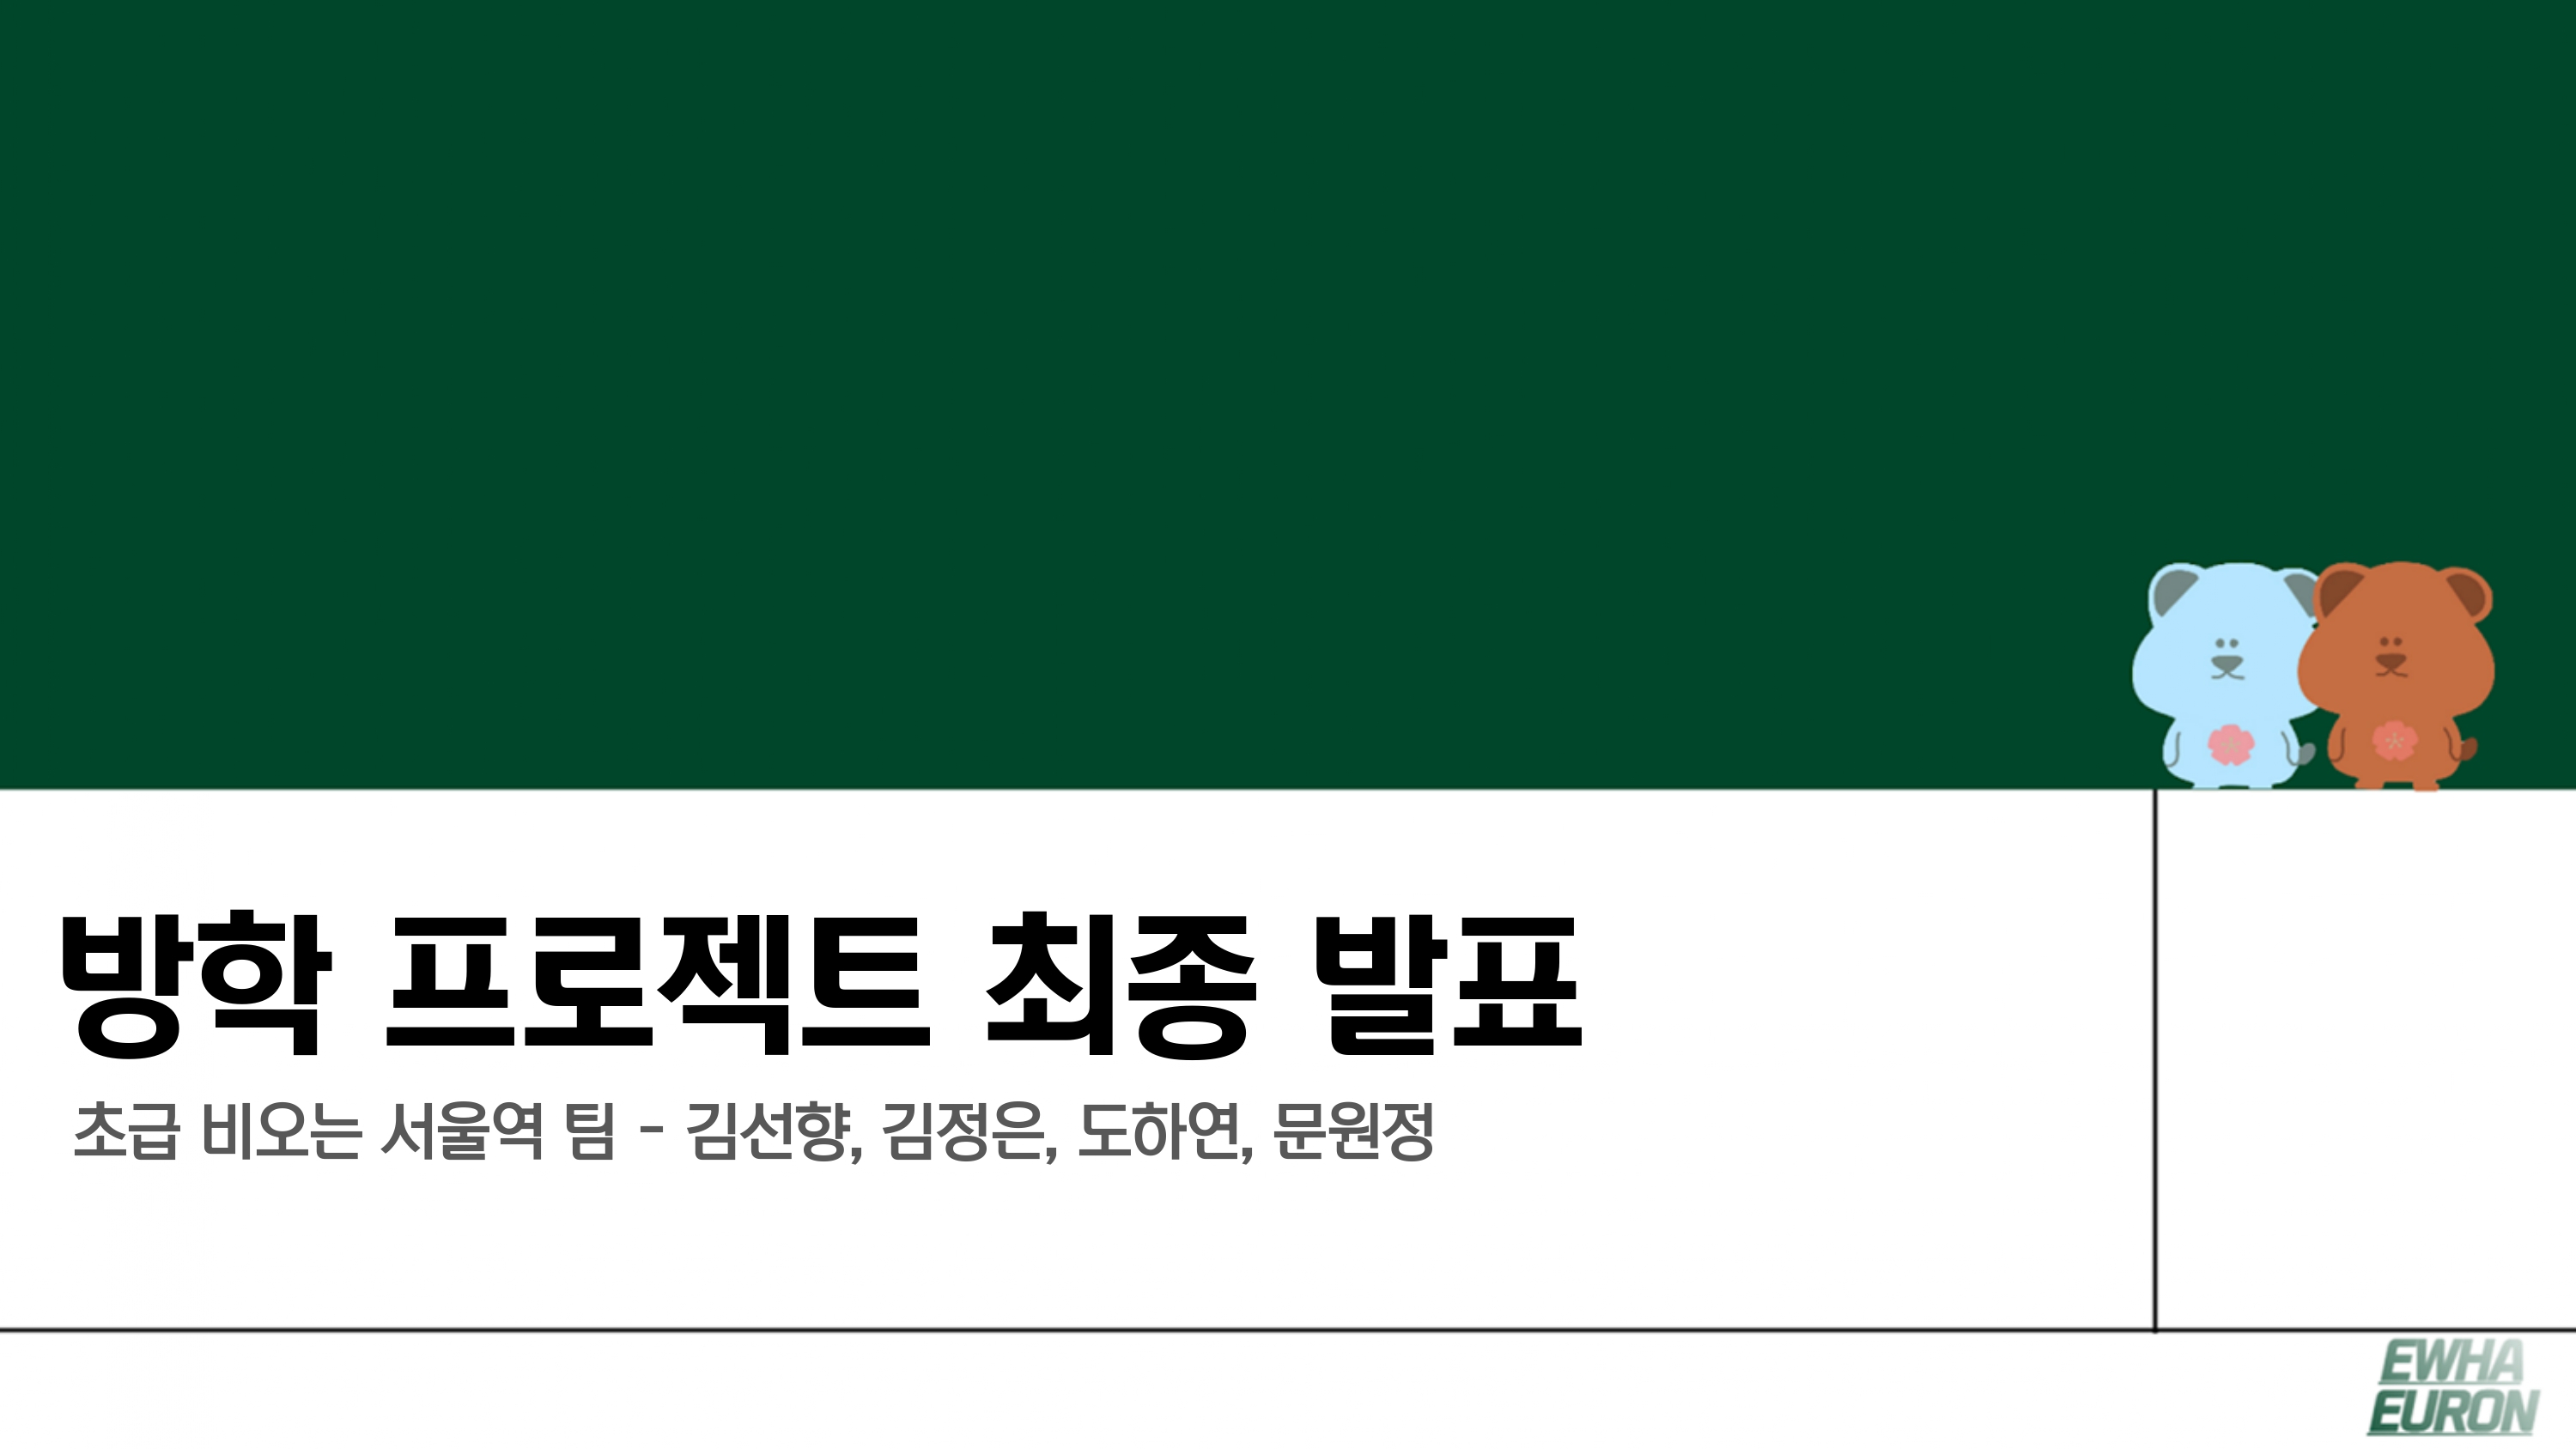 방학 프로젝트 최종 발표
초급 비오는 서울역 팀 - 김선향, 김정은, 도하연, 문원정
EWHA
EURON